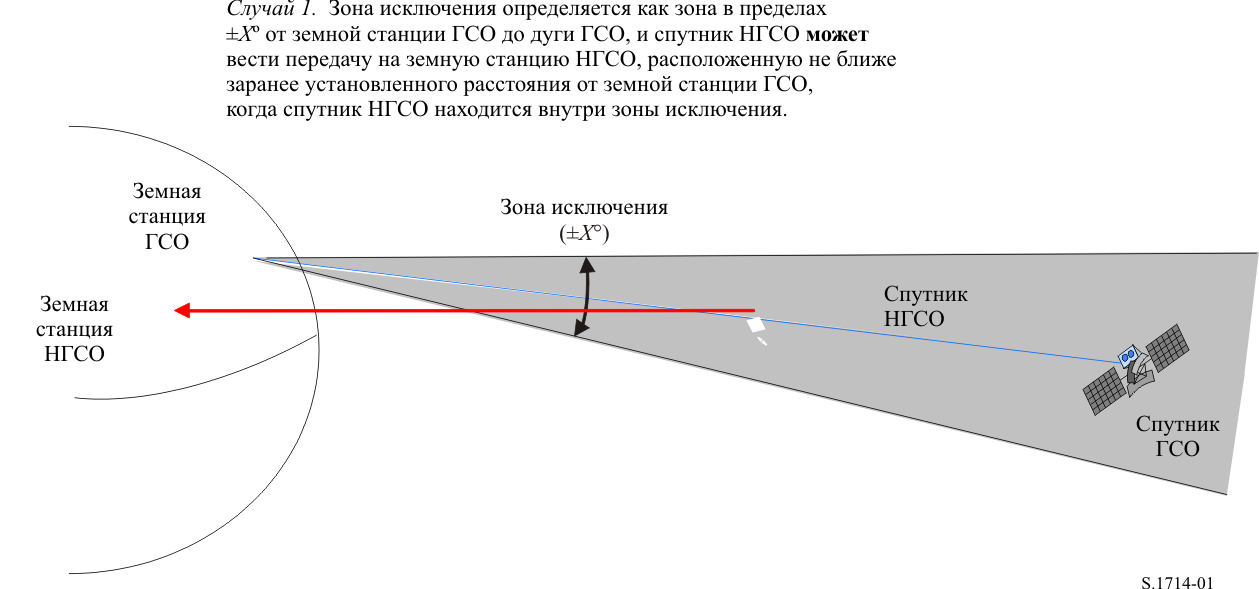 Случай 1. Зона исключения определяется как зона в пределах
±X° от земной станции ГСО до дуги ГСО, и спутник НГСО может
вести передачу на земную станцию НГСО, расположенную не ближе
заранее установленного расстояния от земной станции ГСО,
когда спутник НГСО находится внутри зоны исключения.
Земная
станция
ГСО
Зона исключения
(±X°)
Земная
станция
НГСО
Спутник
НГСО
Спутник
ГСО
S.1714-01